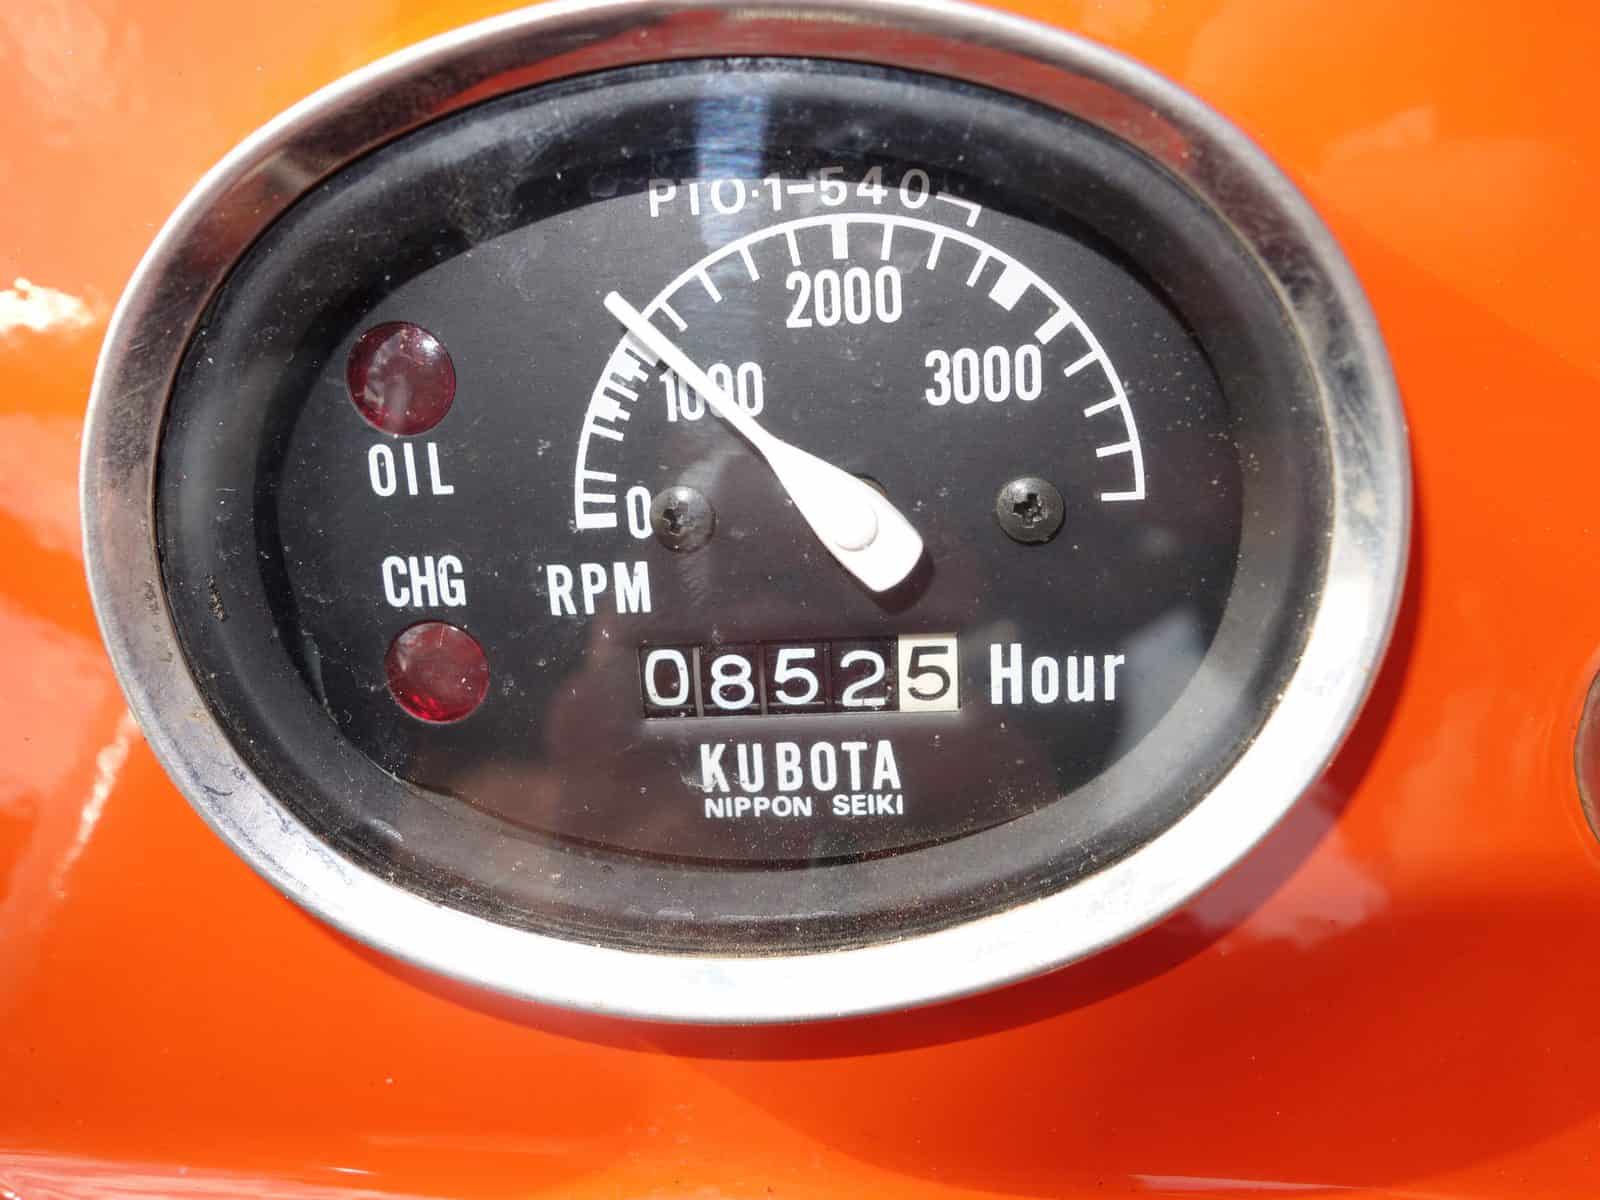 PTO·1-540
2000
1000
3000
OIL
0
CHG
RPM
08525 Hour
KUBOTA
NIPPON SEIKI